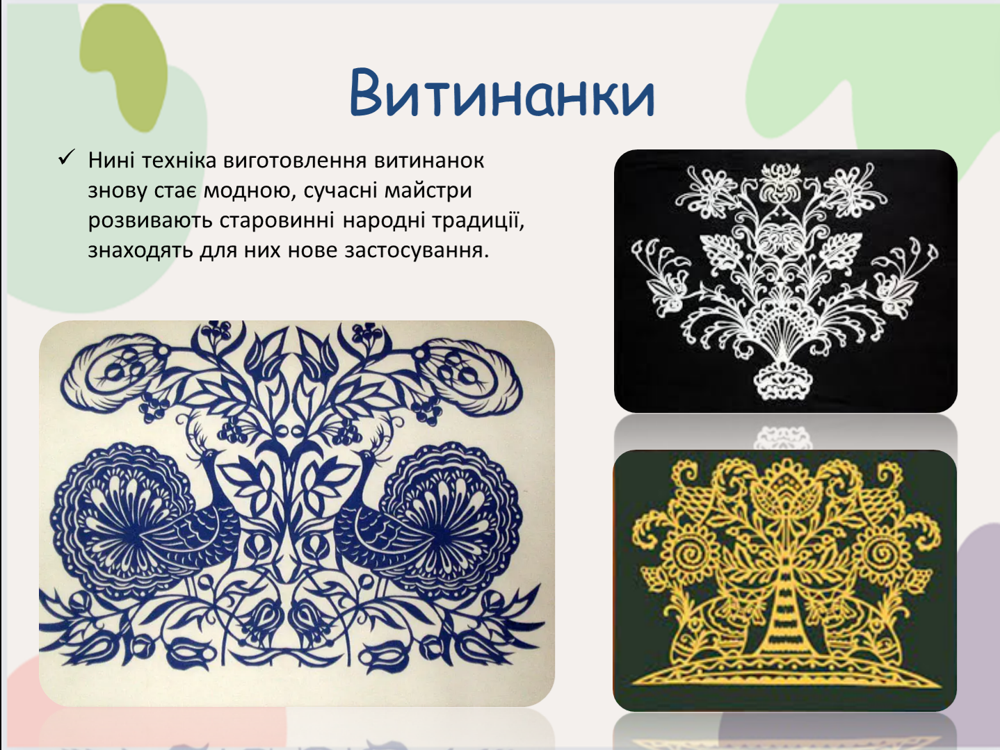 Витинанки
✓ Нині техніка виготовлення витинанок
знову стає модною, сучасні майстри
розвивають старовинні народні традиції,
знаходять для них нове застосування.